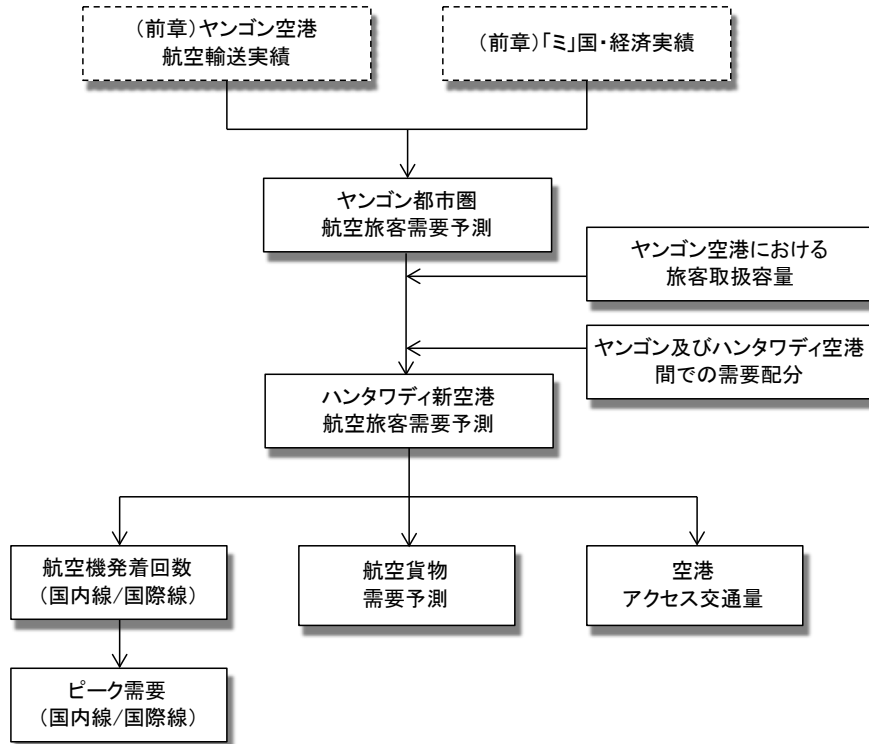 (前章)ヤンゴン空港
航空輸送実績
(前章)「ミ」国・経済実績
ヤンゴン都市圏
航空旅客需要予測
ヤンゴン空港における
旅客取扱容量
ヤンゴン及びハンタワディ空港
間での需要配分
ハンタワディ新空港
航空旅客需要予測
航空機発着回数
(国内線/国際線)
航空貨物
需要予測
空港
アクセス交通量
ピーク需要
(国内線/国際線)